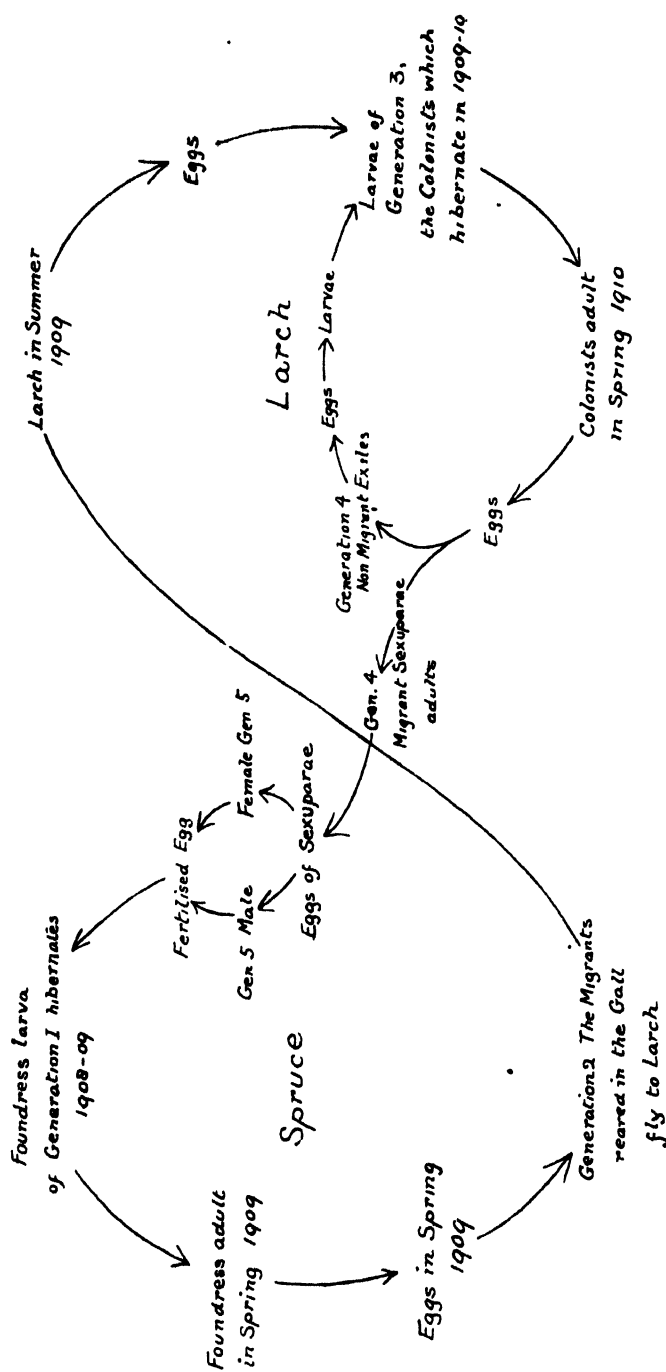 Foundress larva
of Generation I hibernates
1908-09
Foundress adult
in Spring 1909
Eggs in Spring
1909
Generation 2 The Migrants
reared in the Gall
fly to Larch
Spruce
Fertilised Egg
Gen 5 Male
Female Gen 5
Eggs of Sexuparae
Gen. 4
Migrant Sexuparae
adults
Larch in Summer
1909
Eggs
Larvae of
Generation 3,
the Colonists which
hibernate in 1909-10
Colonists adult
in Spring 1910
Eggs
Generation 4
Non Migrant Exiles
Eggs
Larvae
Larch